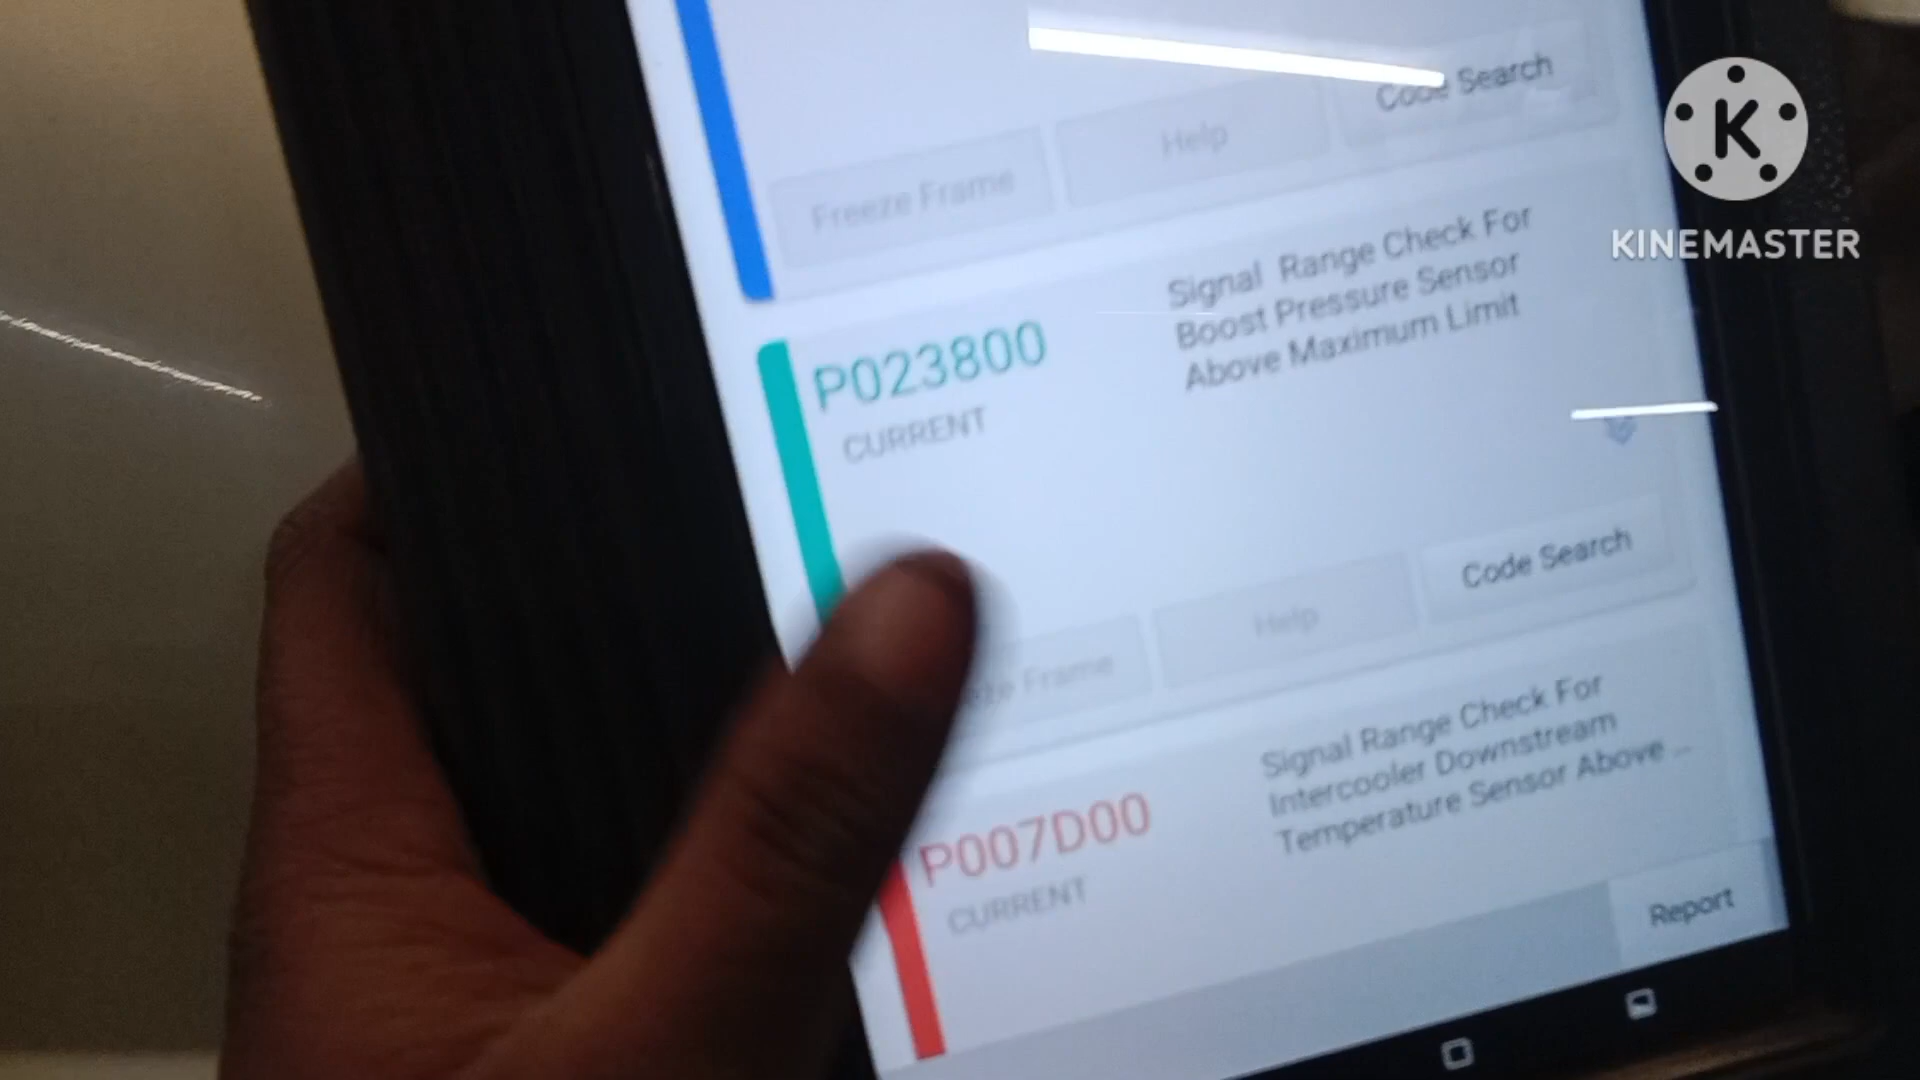 Code Search
Help
Freeze Frame
KINEMASTER
P023800
CURRENT
Signal Range Check For
Boost Pressure Sensor
Above Maximum Limit
Code Search
Help
Frame
P007D00
CURRENT
Signal Range Check For
Intercooler Downstream
Temperature Sensor Above ...
Report